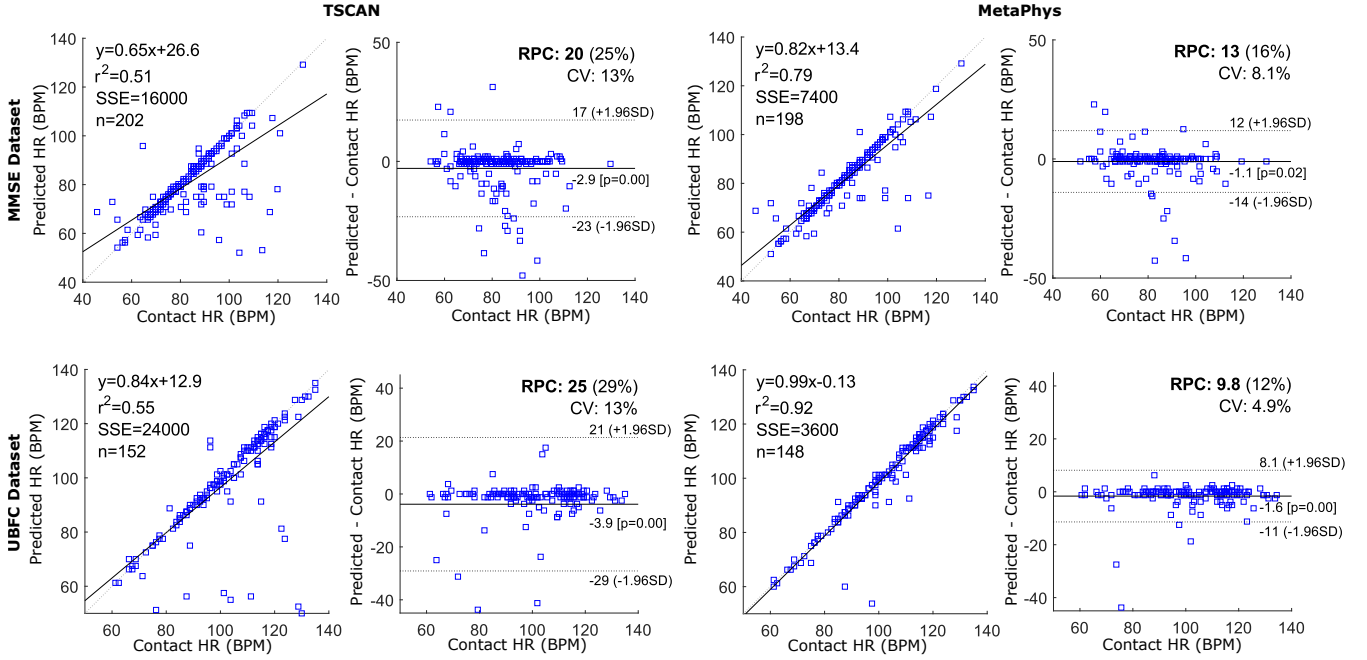 TSCAN
MetaPhys
MMSE Dataset
Predicted HR (BPM)
140
120
100
80
60
40
y=0.65x+26.6
r²=0.51
SSE=16000
n=202
40 60 80 100 120 140
Contact HR (BPM)
Predicted - Contact HR (BPM)
50
0
-50
RPC: 20 (25%)
CV: 13%
17 (+1.96SD)
-2.9 [p=0.00]
-23 (-1.96SD)
40 60 80 100 120 140
Contact HR (BPM)
Predicted HR (BPM)
140
120
100
80
60
40
y=0.82x+13.4
r²=0.79
SSE=7400
n=198
40 60 80 100 120 140
Contact HR (BPM)
Predicted - Contact HR (BPM)
50
0
-50
RPC: 13 (16%)
CV: 8.1%
12 (+1.96SD)
-1.1 [p=0.02]
-14 (-1.96SD)
40 60 80 100 120 140
Contact HR (BPM)
UBFC Dataset
Predicted HR (BPM)
140
120
100
80
60
y=0.84x+12.9
r²=0.55
SSE=24000
n=152
60 80 100 120 140
Contact HR (BPM)
Predicted - Contact HR (BPM)
40
20
0
-20
-40
RPC: 25 (29%)
CV: 13%
21 (+1.96SD)
-3.9 [p=0.00]
-29 (-1.96SD)
60 80 100 120 140
Contact HR (BPM)
Predicted HR (BPM)
140
120
100
80
60
y=0.99x-0.13
r²=0.92
SSE=3600
n=148
60 80 100 120 140
Contact HR (BPM)
Predicted - Contact HR (BPM)
40
20
0
-20
-40
RPC: 9.8 (12%)
CV: 4.9%
8.1 (+1.96SD)
-1.6 [p=0.00]
-11 (-1.96SD)
60 80 100 120 140
Contact HR (BPM)